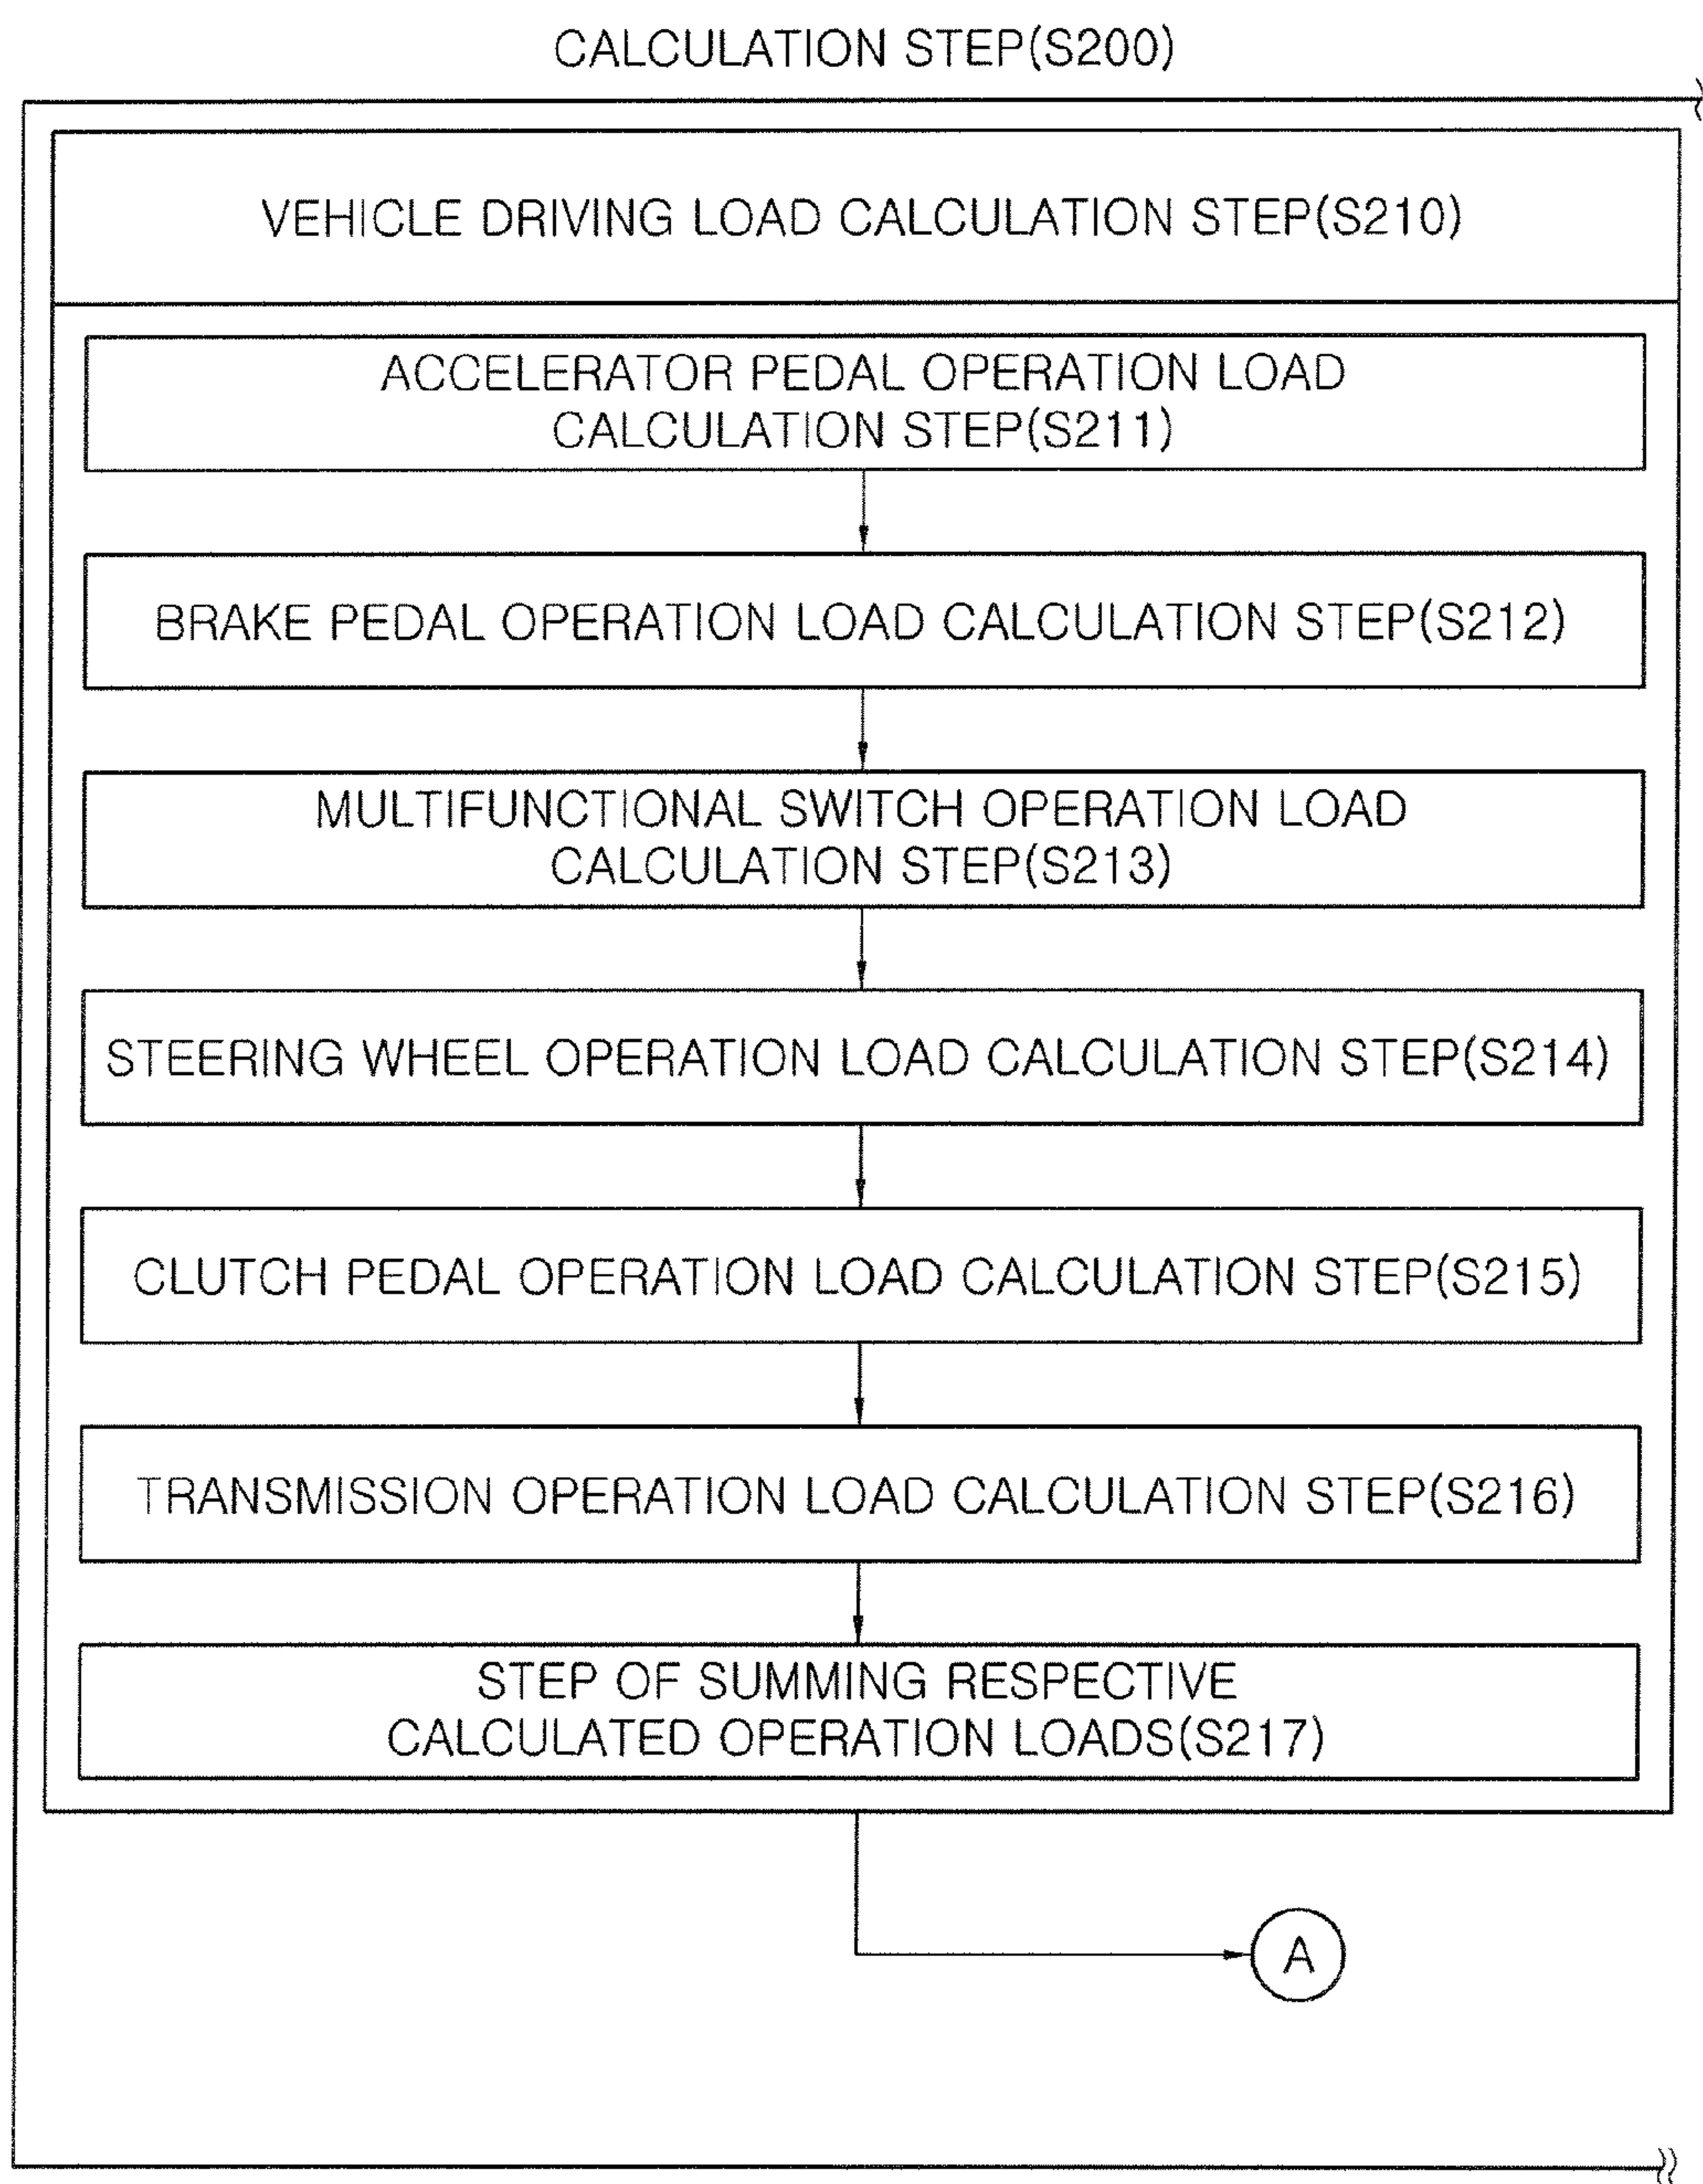 CALCULATION STEP(S200)
VEHICLE DRIVING LOAD CALCULATION STEP(S210)
ACCELERATOR PEDAL OPERATION LOAD
CALCULATION STEP(S211)
BRAKE PEDAL OPERATION LOAD CALCULATION STEP(S212)
MULTIFUNCTIONAL SWITCH OPERATION LOAD
CALCULATION STEP(S213)
STEERING WHEEL OPERATION LOAD CALCULATION STEP(S214)
CLUTCH PEDAL OPERATION LOAD CALCULATION STEP(S215)
TRANSMISSION OPERATION LOAD CALCULATION STEP(S216)
STEP OF SUMMING RESPECTIVE
CALCULATED OPERATION LOADS(S217)
A